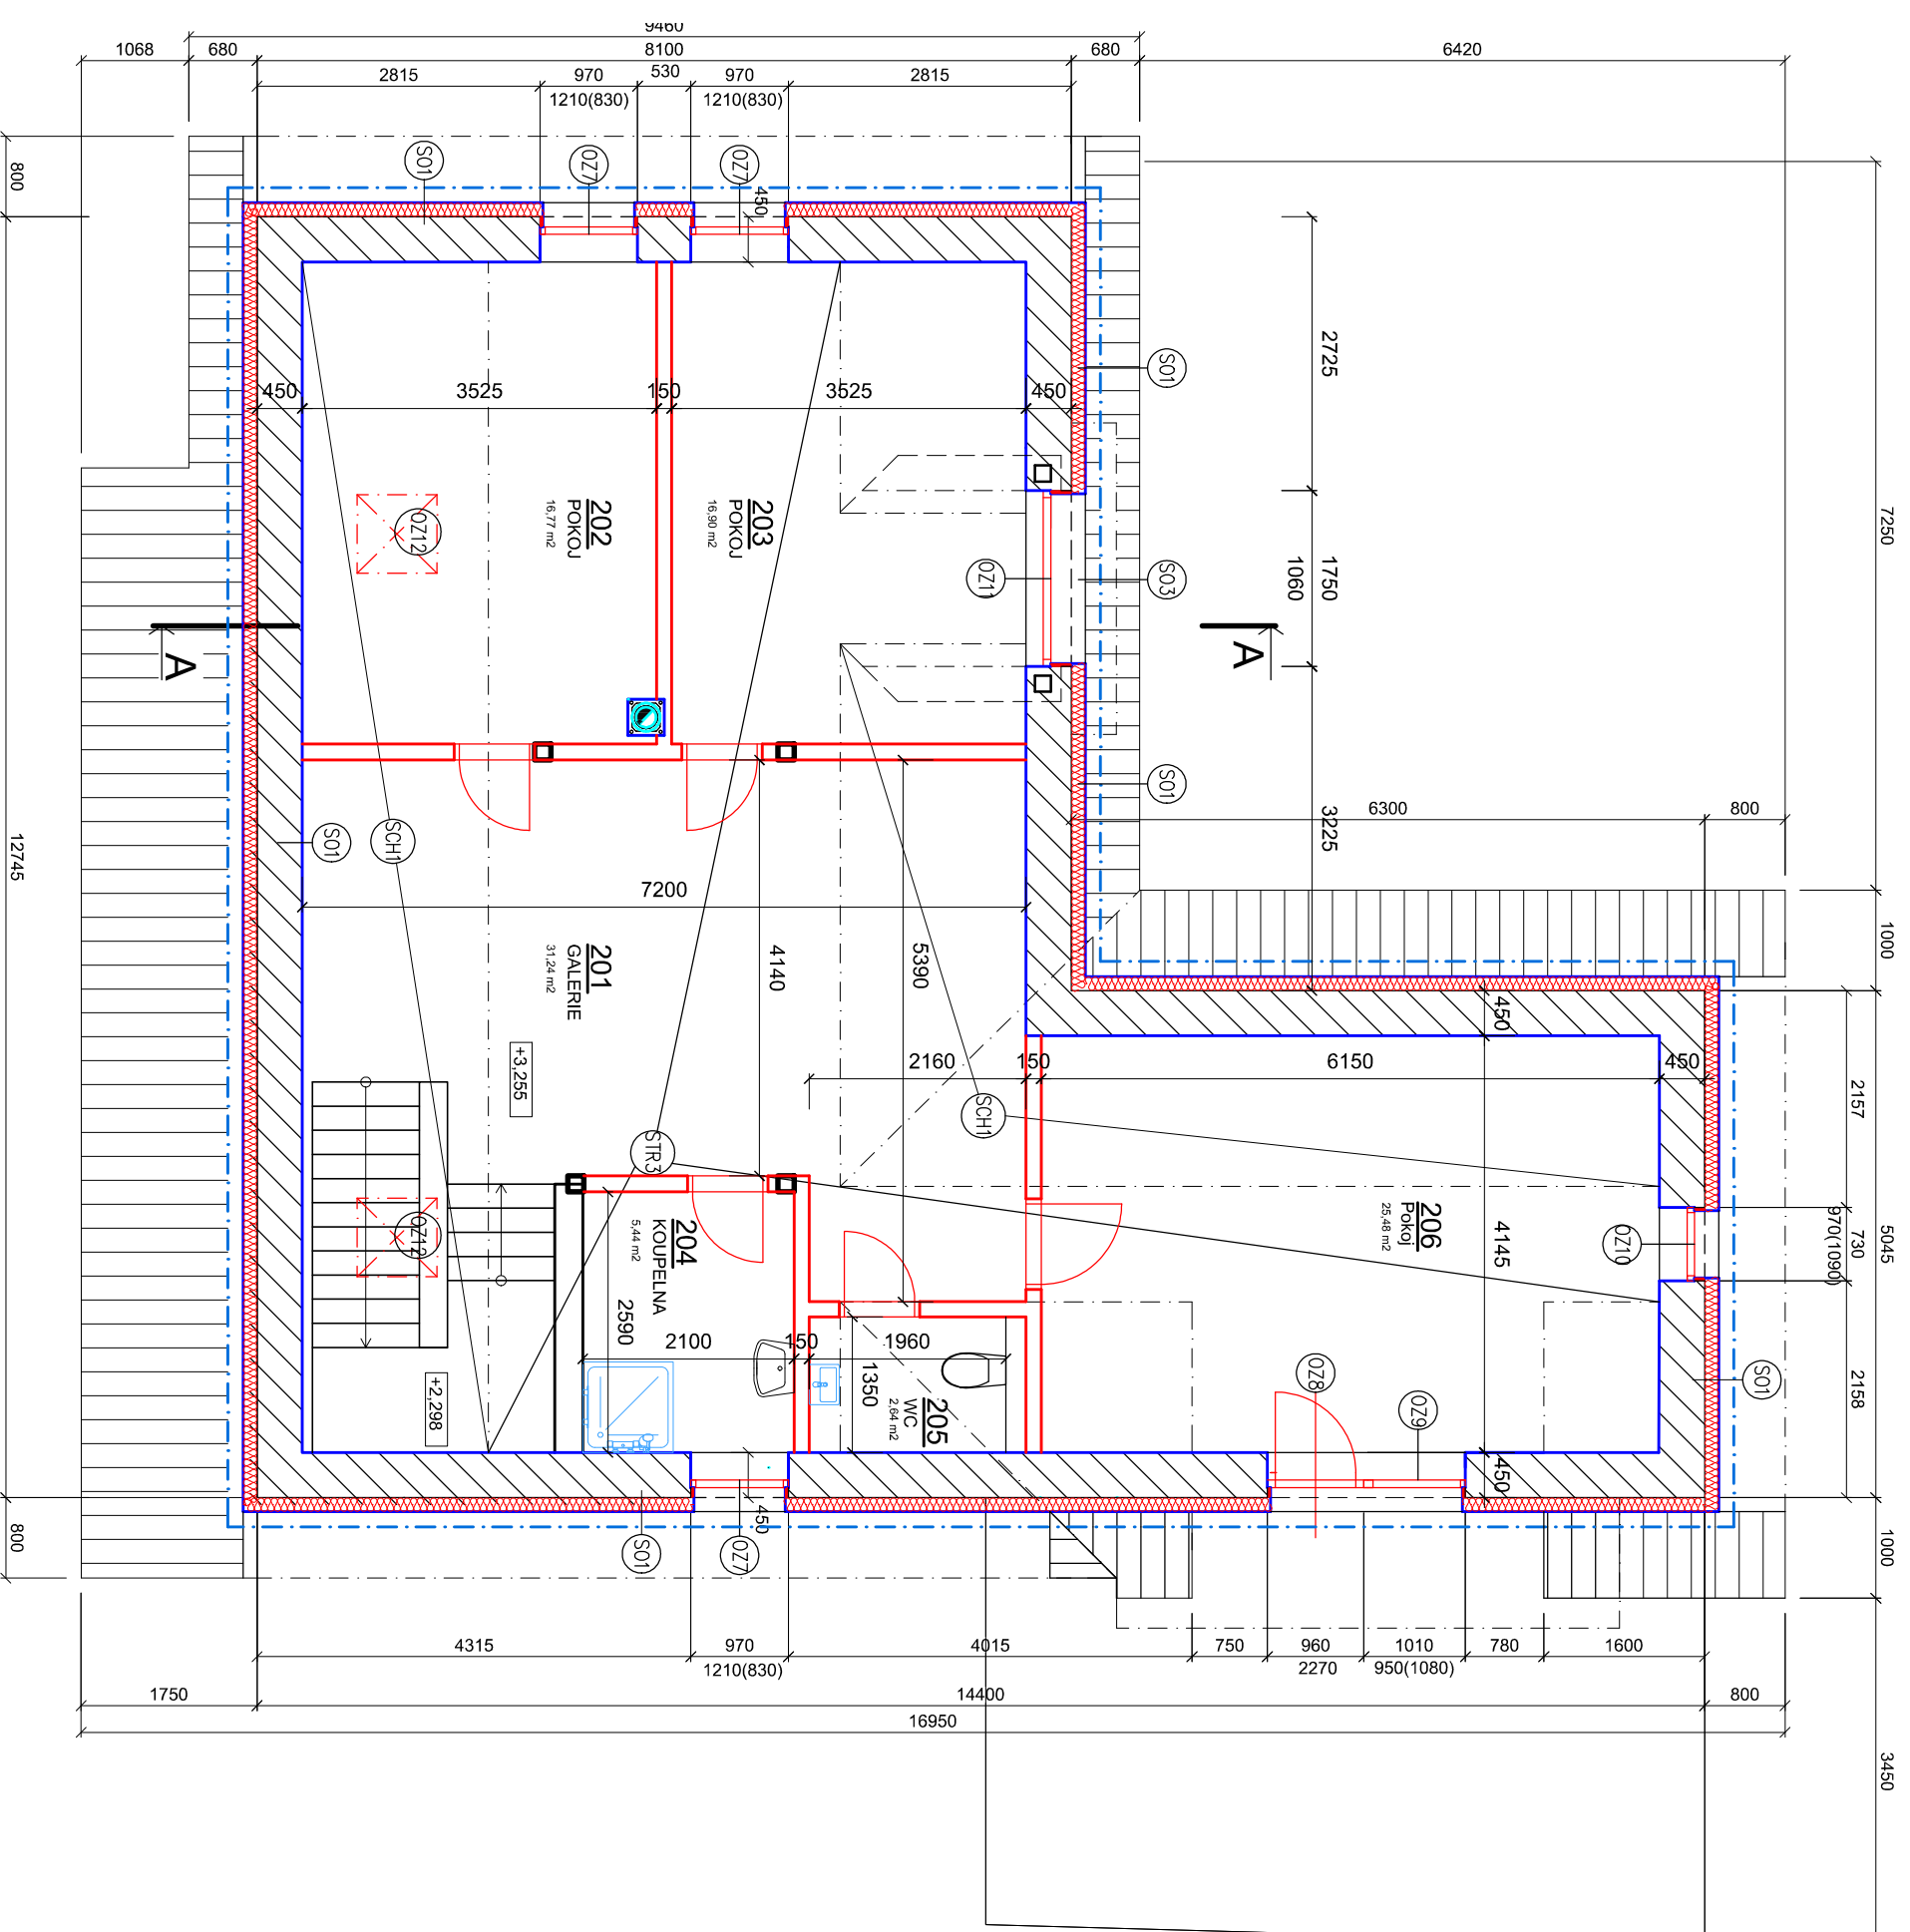 9460
1068
680
8100
680
6420
2815
970
530
970
2815
1210(830)
1210(830)
800
S01
OZ7
OZ7
450
2725
S01
7250
450
3525
150
3525
450
202
POKOJ
16,77 m2
203
POKOJ
16,90 m2
OZ12
OZ11
S03
1750
1060
A
A
S01
6300
800
3225
SCH1
S01
12745
7200
201
GALERIE
31,24 m2
4140
5390
1000
450
+3,255
2160
150
6150
450
SCH1
2157
STR3
OZ12
204
KOUPELNA
5,44 m2
206
Pokoj
25,48 m2
4145
OZ10
970(1090)
730
5045
2590
2100
150
1960
1350
205
WC
2,64 m2
OZ8
OZ9
S01
2158
+2,298
450
450
800
S01
OZ7
1000
4315
970
4015
750
960
1010
780
1600
1210(830)
2270
950(1080)
1750
14400
800
16950
3450